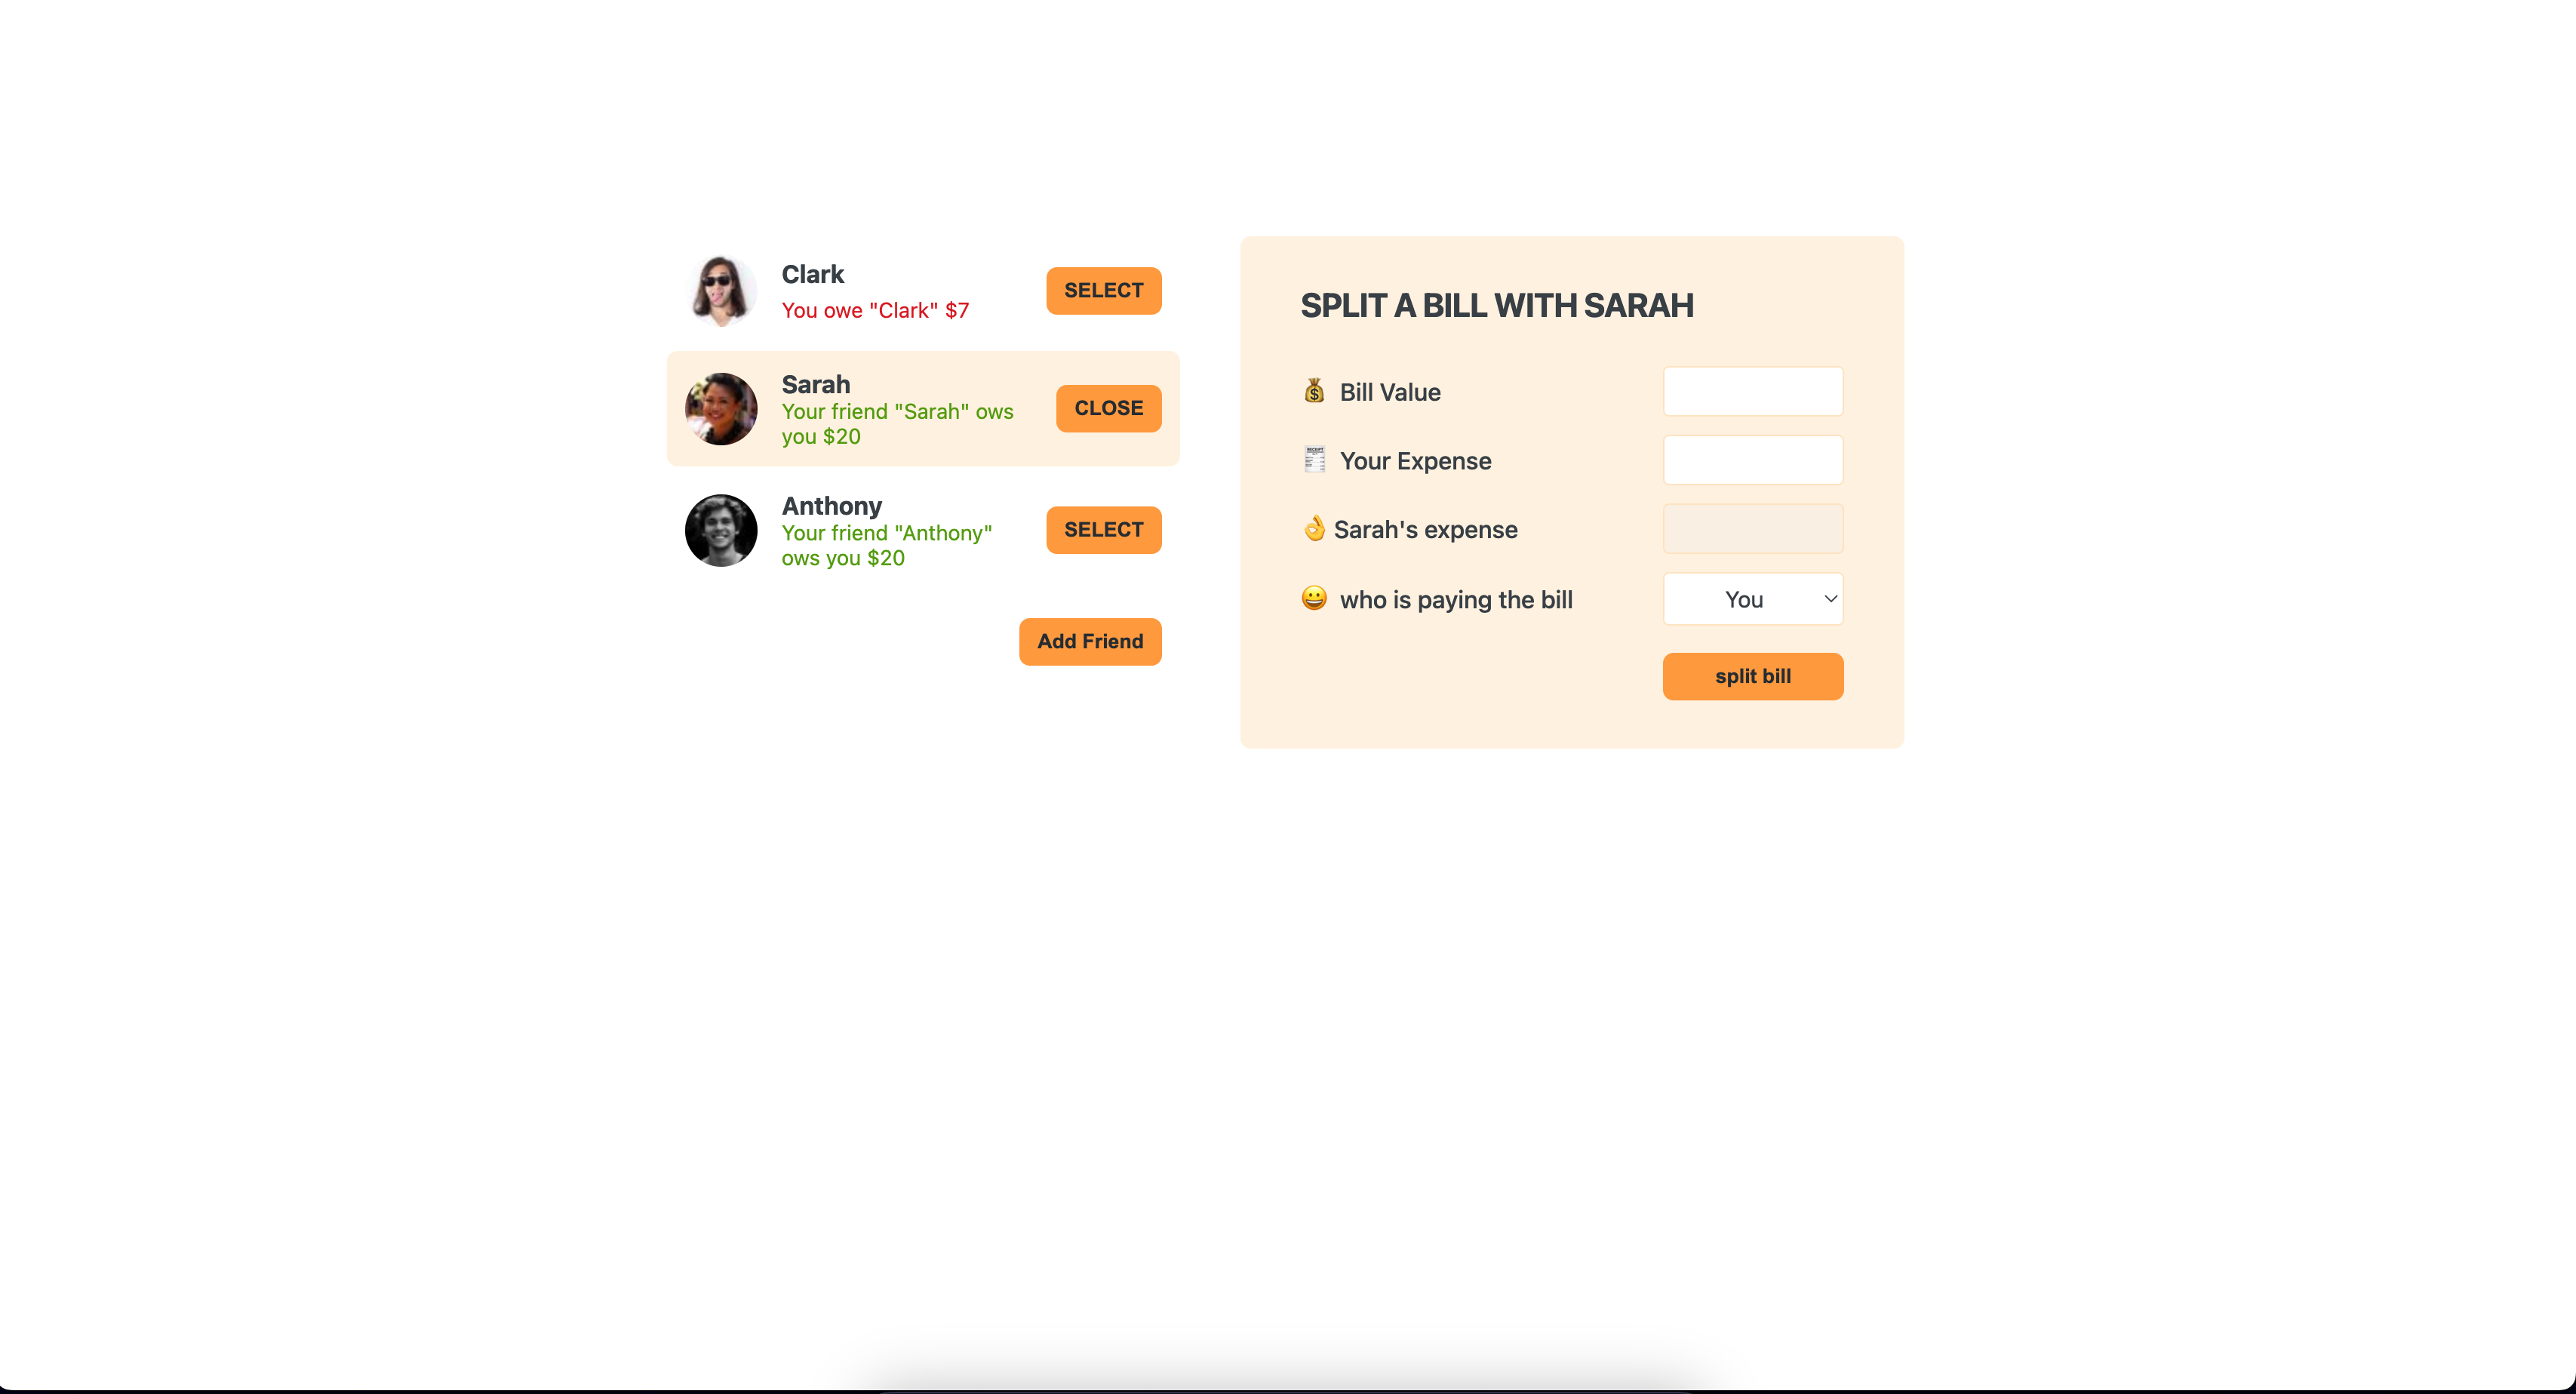 Clark
You owe "Clark" $7
SELECT
Sarah
Your friend "Sarah" ows
you $20
CLOSE
Anthony
Your friend "Anthony"
ows you $20
SELECT
Add Friend
SPLIT A BILL WITH SARAH
💰 Bill Value
🧾 Your Expense
👌 Sarah's expense
😀 who is paying the bill
You
split bill